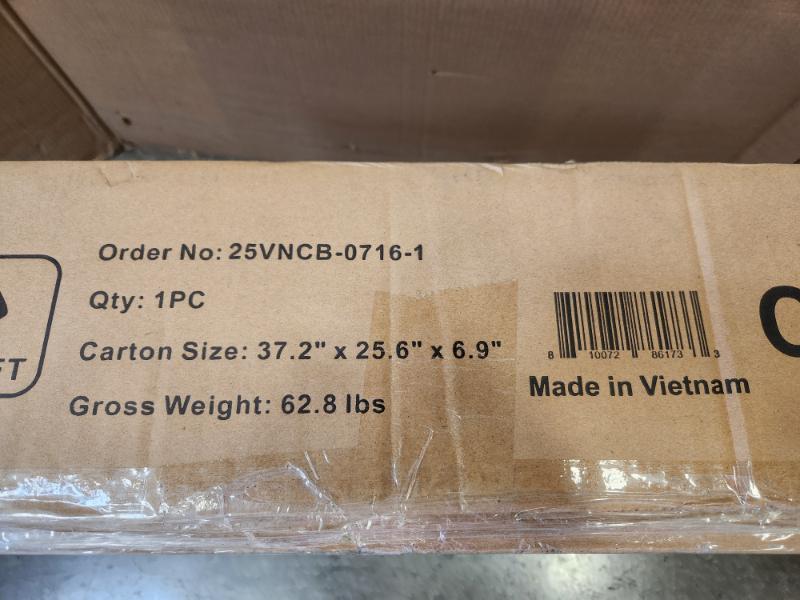 Order No: 25VNCB-0716-1
Qty: 1PC
Carton Size: 37.2" x 25.6" x 6.9"
Gross Weight: 62.8 lbs
8 10072 86173 3
Made in Vietnam